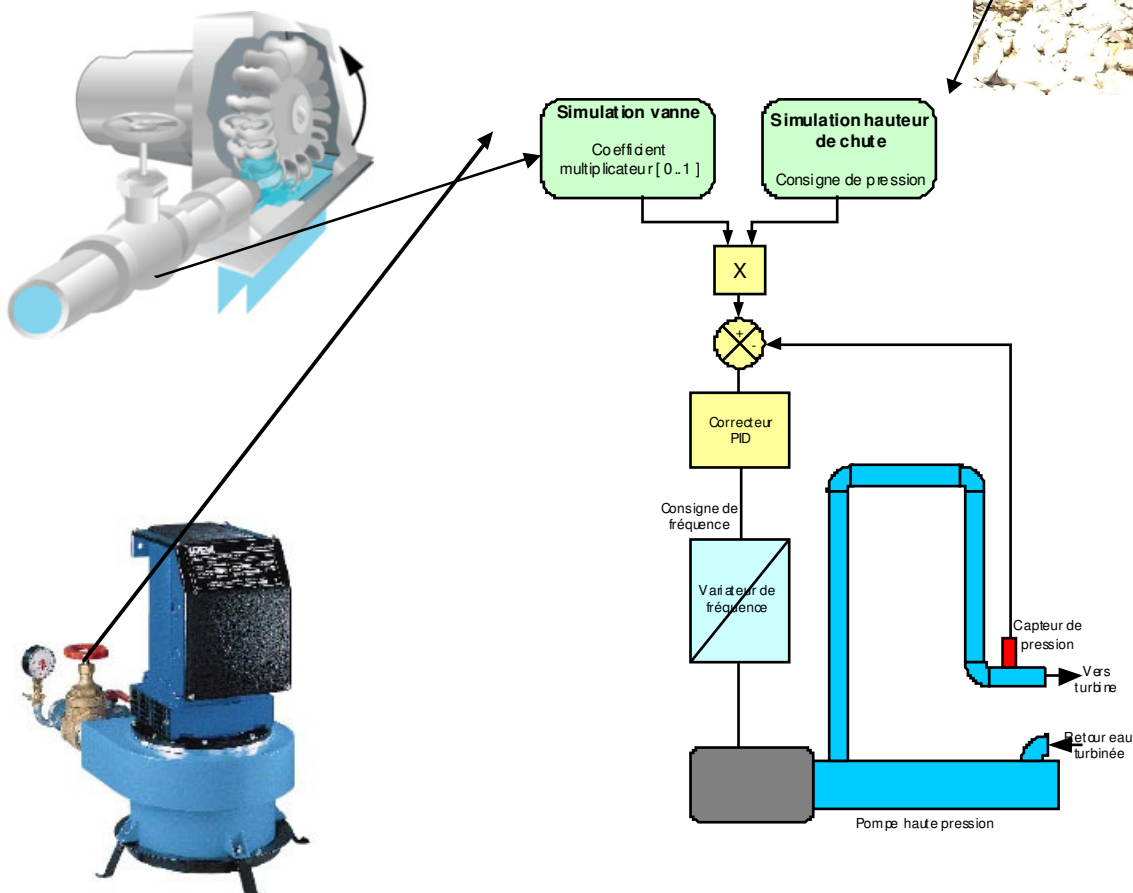 Simulation vanne
Coefficient
multiplicateur [ 0..1 ]
Simulation hauteur
de chute
Consigne de pression
X
+
-
Correcteur
PID
Consigne de
fréquence
Variateur de
fréquence
Capteur de
pression
Vers
turbine
Retour eau
turbinée
Pompe haute pression